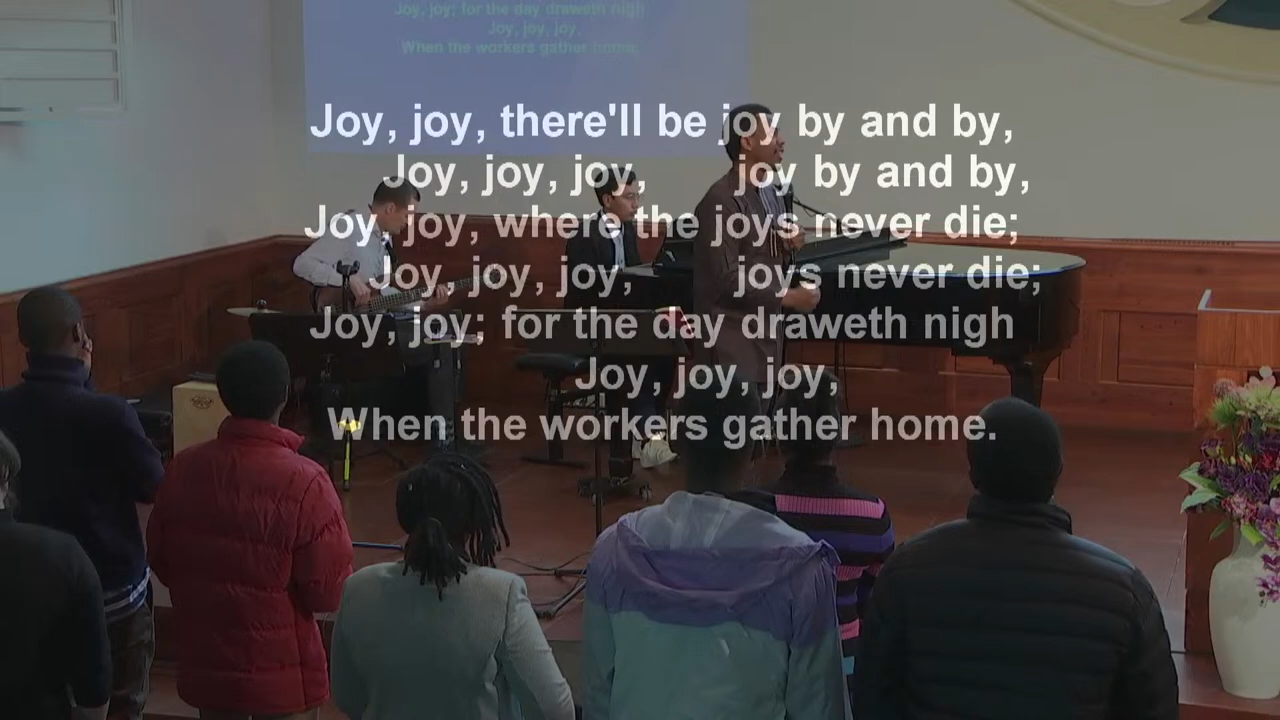 Joy, joy; for the day draweth nigh
Joy, joy, joy,
When the workers gather home.
Joy, joy, there'll be joy by and by,
Joy, joy, joy, joy by and by,
Joy, joy, where the joys never die;
Joy, joy, joy, joys never die;
Joy, joy; for the day draweth nigh
Joy, joy, joy,
When the workers gather home.